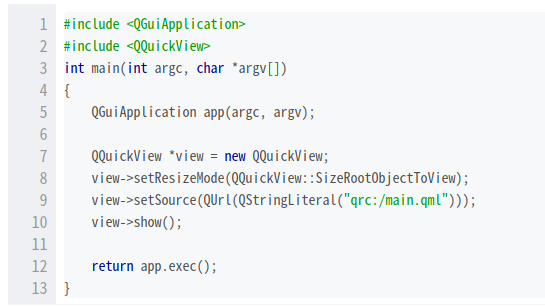 1 #include <QGuiApplication>
2 #include <QQuickView>
3 int main(int argc, char *argv[])
4 {
5     QGuiApplication app(argc, argv);
6
7     QQuickView *view = new QQuickView;
8     view->setResizeMode(QQuickView::SizeRootObjectToView);
9     view->setSource(QUrl(QStringLiteral("qrc:/main.qml")));
10     view->show();
11
12     return app.exec();
13 }